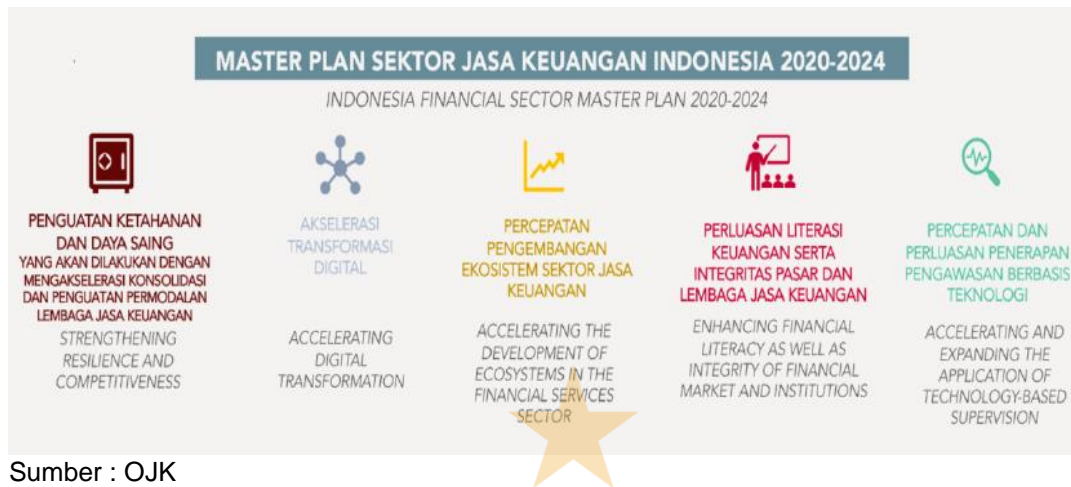 MASTER PLAN SEKTOR JASA KEUANGAN INDONESIA 2020-2024
INDONESIA FINANCIAL SECTOR MASTER PLAN 2020-2024
PENGUATAN KETAHANAN
DAN DAYA SAING
YANG AKAN DILAKUKAN DENGAN
MENGAKSELERASI KONSOLIDASI
DAN PENGUATAN PERMODALAN
LEMBAGA JASA KEUANGAN
STRENGTHENING
RESILIENCE AND
COMPETITIVENESS
AKSELERASI
TRANSFORMASI
DIGITAL
ACCELERATING
DIGITAL
TRANSFORMATION
PERCEPATAN
PENGEMBANGAN
EKOSISTEM SEKTOR JASA
KEUANGAN
ACCELERATING THE
DEVELOPMENT OF
ECOSYSTEMS IN THE
FINANCIAL SERVICES
SECTOR
PERLUASAN LITERASI
KEUANGAN SERTA
INTEGRITAS PASAR DAN
LEMBAGA JASA KEUANGAN
ENHANCING FINANCIAL
LITERACY AS WELL AS
INTEGRITY OF FINANCIAL
MARKET AND INSTITUTIONS
PERCEPATAN DAN
PERLUASAN PENERAPAN
PENGAWASAN BERBASIS
TEKNOLOGI
ACCELERATING AND
EXPANDING THE
APPLICATION OF
TECHNOLOGY-BASED
SUPERVISION
Sumber : OJK